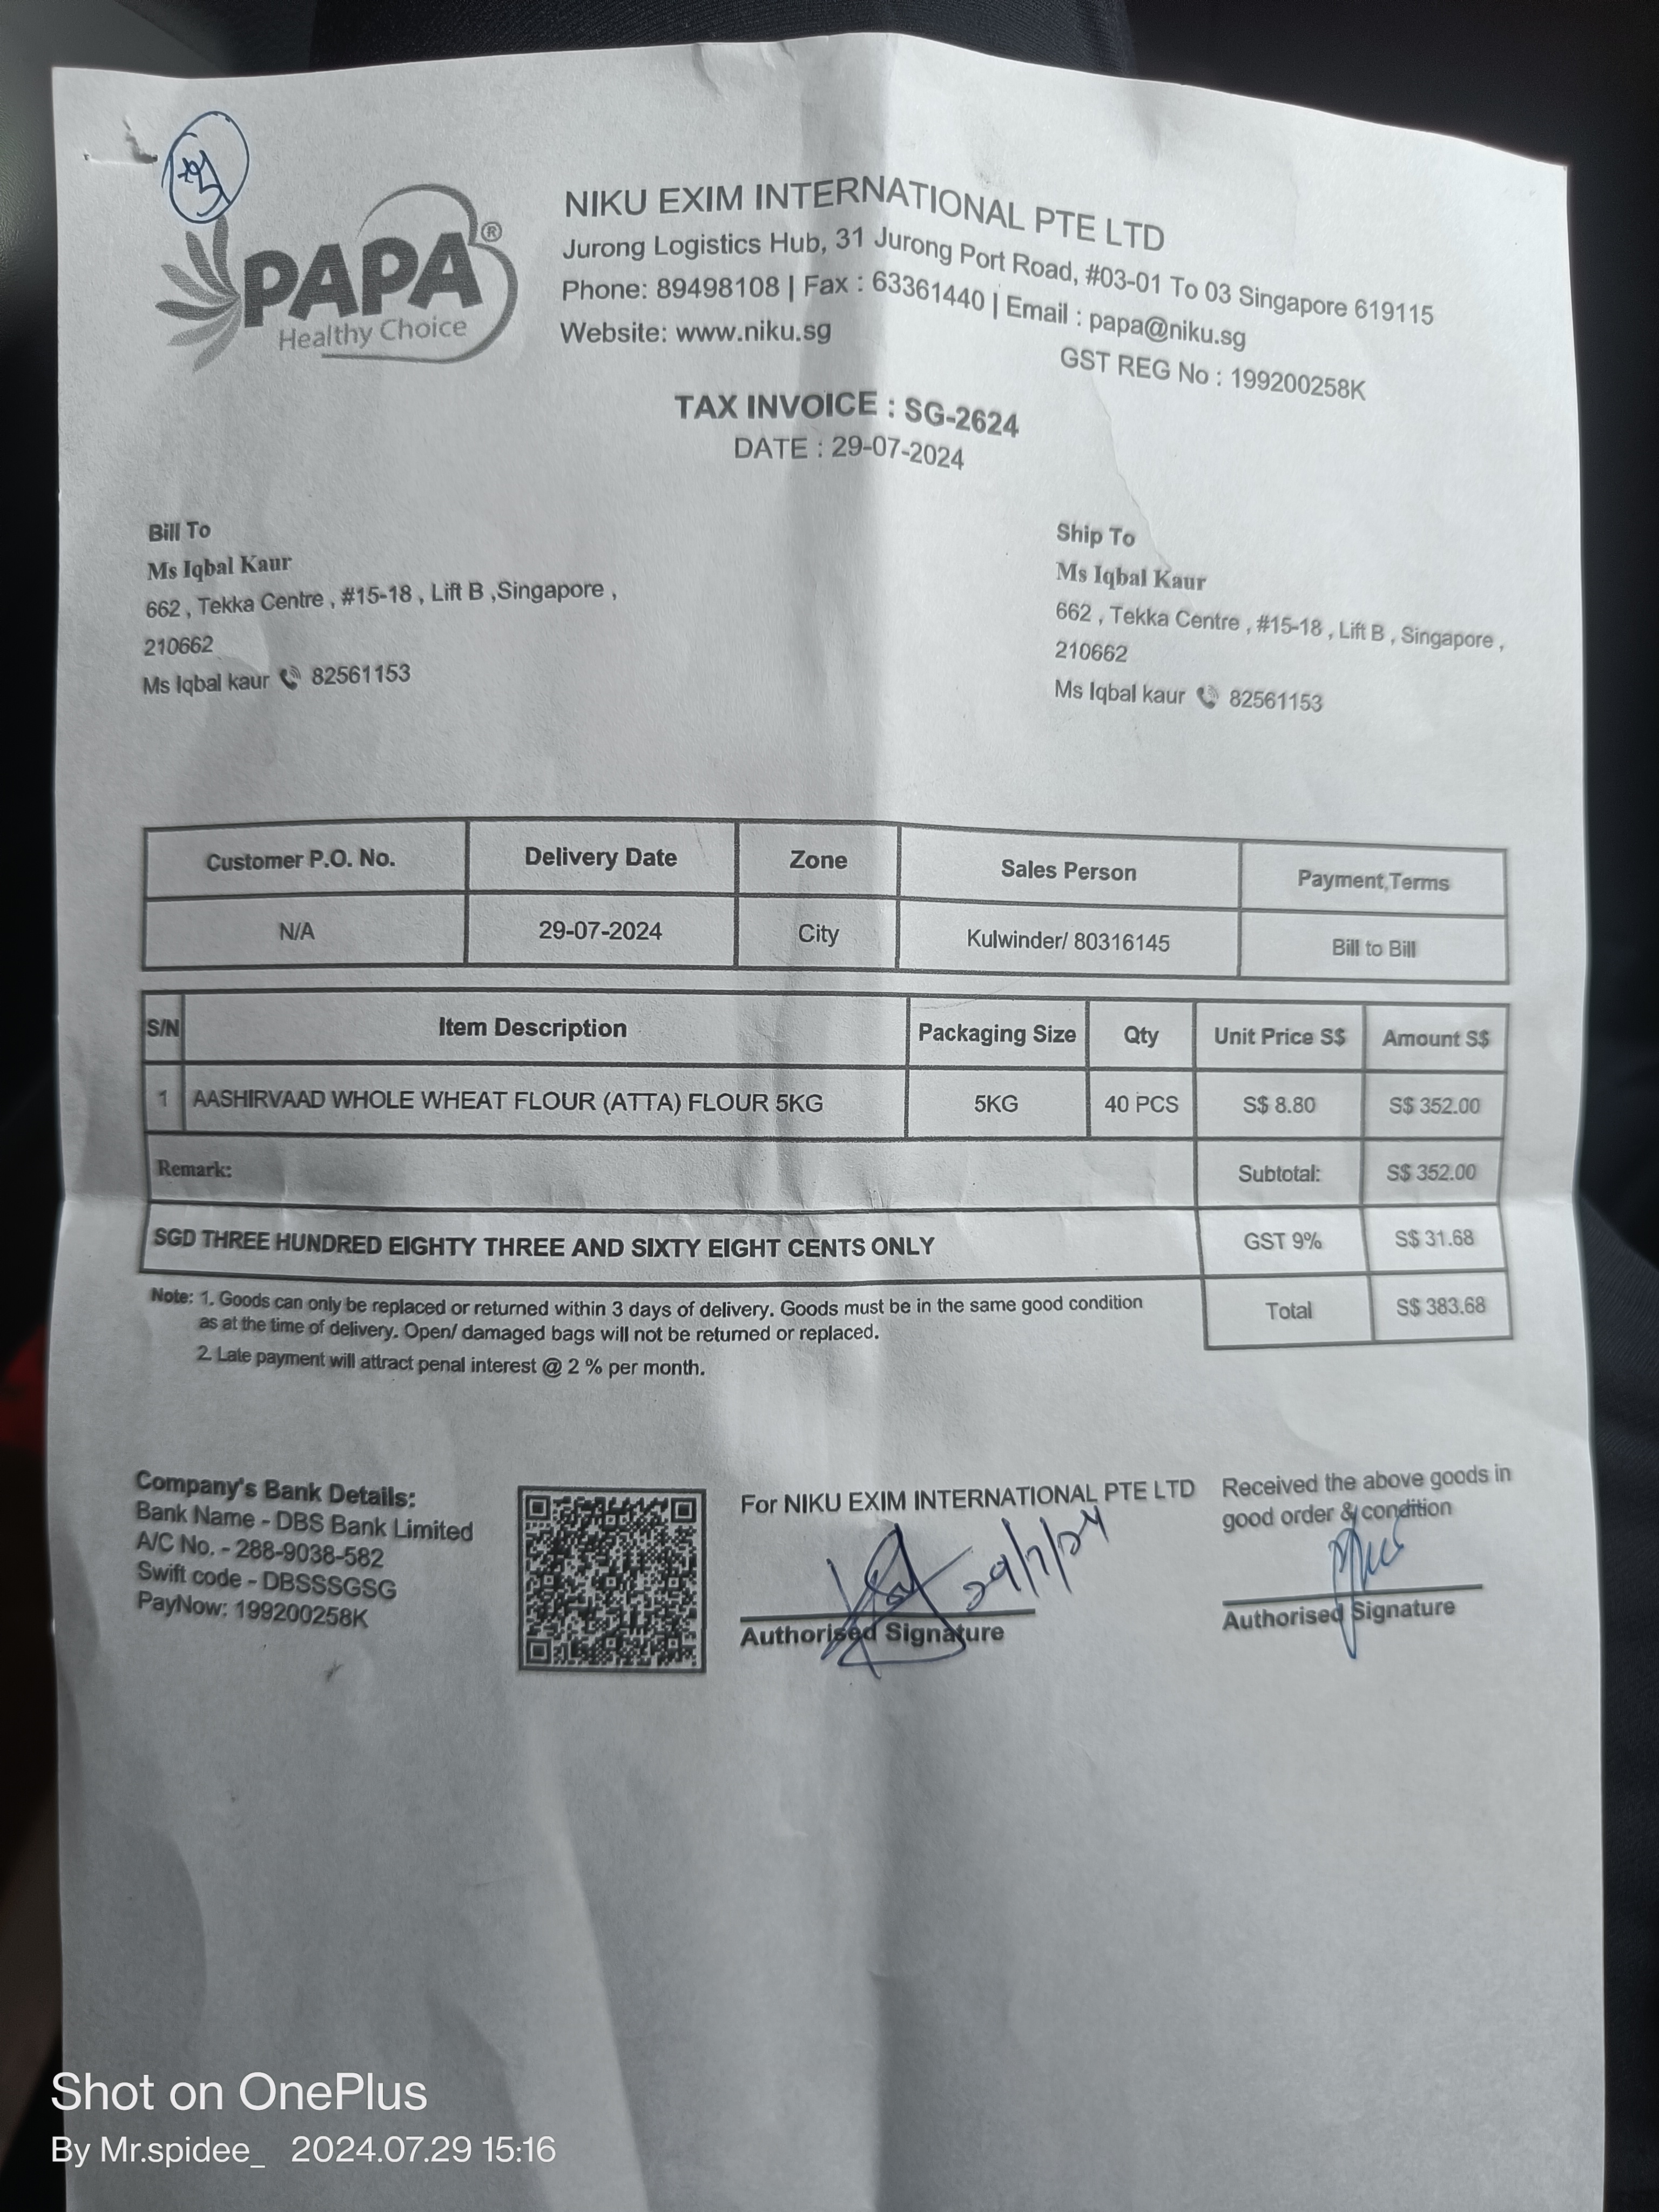 PAPA®
Healthy Choice
NIKU EXIM INTERNATIONAL PTE LTD
Jurong Logistics Hub, 31 Jurong Port Road, #03-01 To 03 Singapore 619115
Phone: 89498108 | Fax : 63361440 | Email : papa@niku.sg
Website: www.niku.sg
GST REG No : 199200258K
TAX INVOICE : SG-2624
DATE : 29-07-2024
Bill To
Ms Iqbal Kaur
662 , Tekka Centre , #15-18 , Lift B ,Singapore ,
210662
Ms Iqbal kaur 82561153
Ship To
Ms Iqbal Kaur
662 , Tekka Centre , #15-18 , Lift B , Singapore ,
210662
Ms Iqbal kaur 82561153
Customer P.O. No. Delivery Date Zone Sales Person Payment Terms
N/A 29-07-2024 City Kulwinder/ 80316145 Bill to Bill
S/N Item Description Packaging Size Qty Unit Price S$ Amount S$
1 AASHIRVAAD WHOLE WHEAT FLOUR (ATTA) FLOUR 5KG 5KG 40 PCS S$ 8.80 S$ 352.00
Remark: Subtotal: S$ 352.00
SGD THREE HUNDRED EIGHTY THREE AND SIXTY EIGHT CENTS ONLY GST 9% S$ 31.68
Total S$ 383.68
Note: 1. Goods can only be replaced or returned within 3 days of delivery. Goods must be in the same good condition
as at the time of delivery. Open/ damaged bags will not be returned or replaced.
2. Late payment will attract penal interest @ 2 % per month.
Company's Bank Details:
Bank Name - DBS Bank Limited
A/C No. - 288-9038-582
Swift code - DBSSSGSG
PayNow: 199200258K
For NIKU EXIM INTERNATIONAL PTE LTD
29/7/24
Authorised Signature
Received the above goods in
good order & condition
Authorised Signature
Shot on OnePlus
By Mr.spidee_ 2024.07.29 15:16